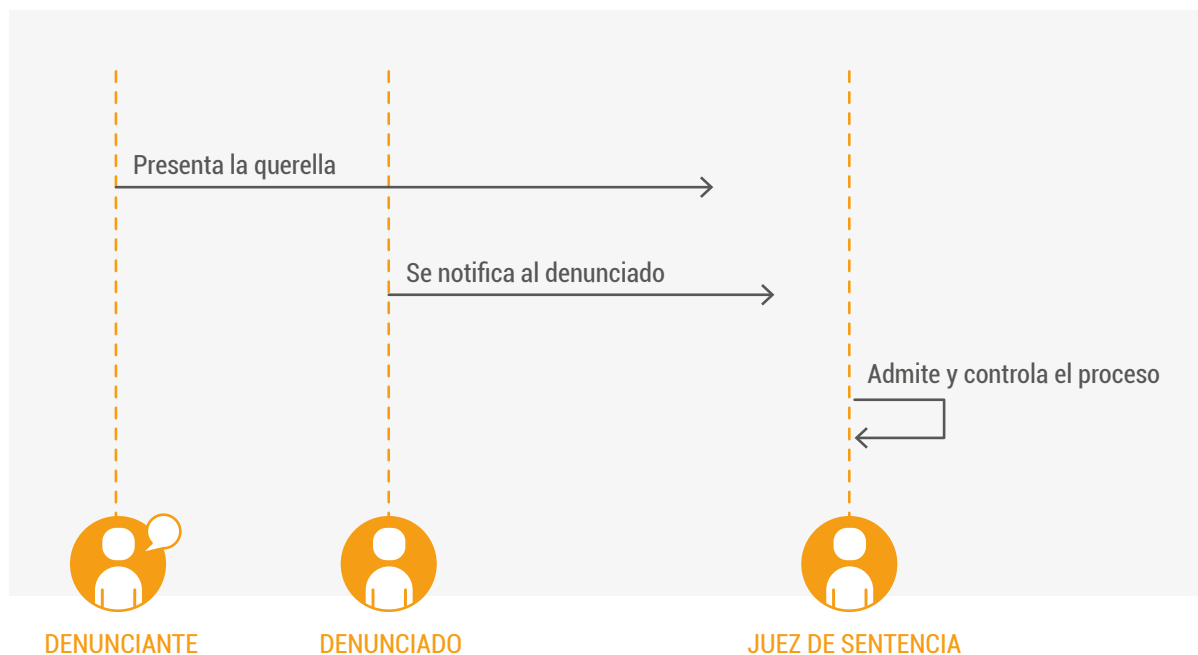 Presenta la querella
Se notifica al denunciado
Admite y controla el proceso
DENUNCIANTE
DENUNCIADO
JUEZ DE SENTENCIA